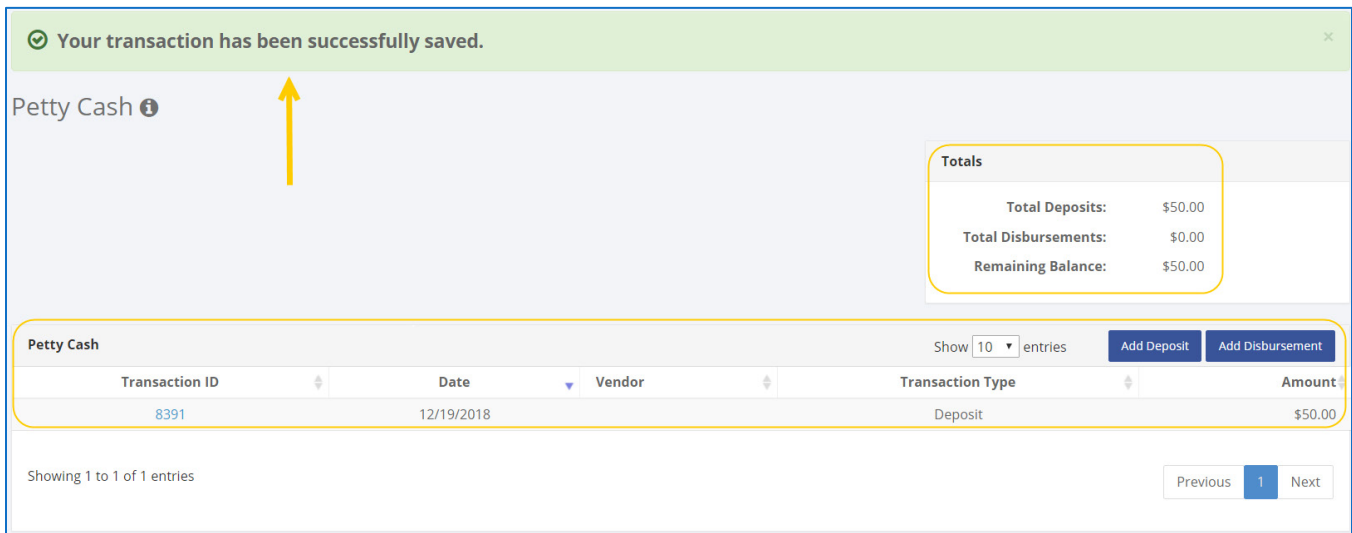 Your transaction has been successfully saved. ×
Petty Cash
Totals
Total Deposits: $50.00
Total Disbursements: $0.00
Remaining Balance: $50.00
Petty Cash Show 10 entries Add Deposit Add Disbursement
Transaction ID Date Vendor Transaction Type Amount
8391 12/19/2018 Deposit $50.00
Showing 1 to 1 of 1 entries Previous 1 Next